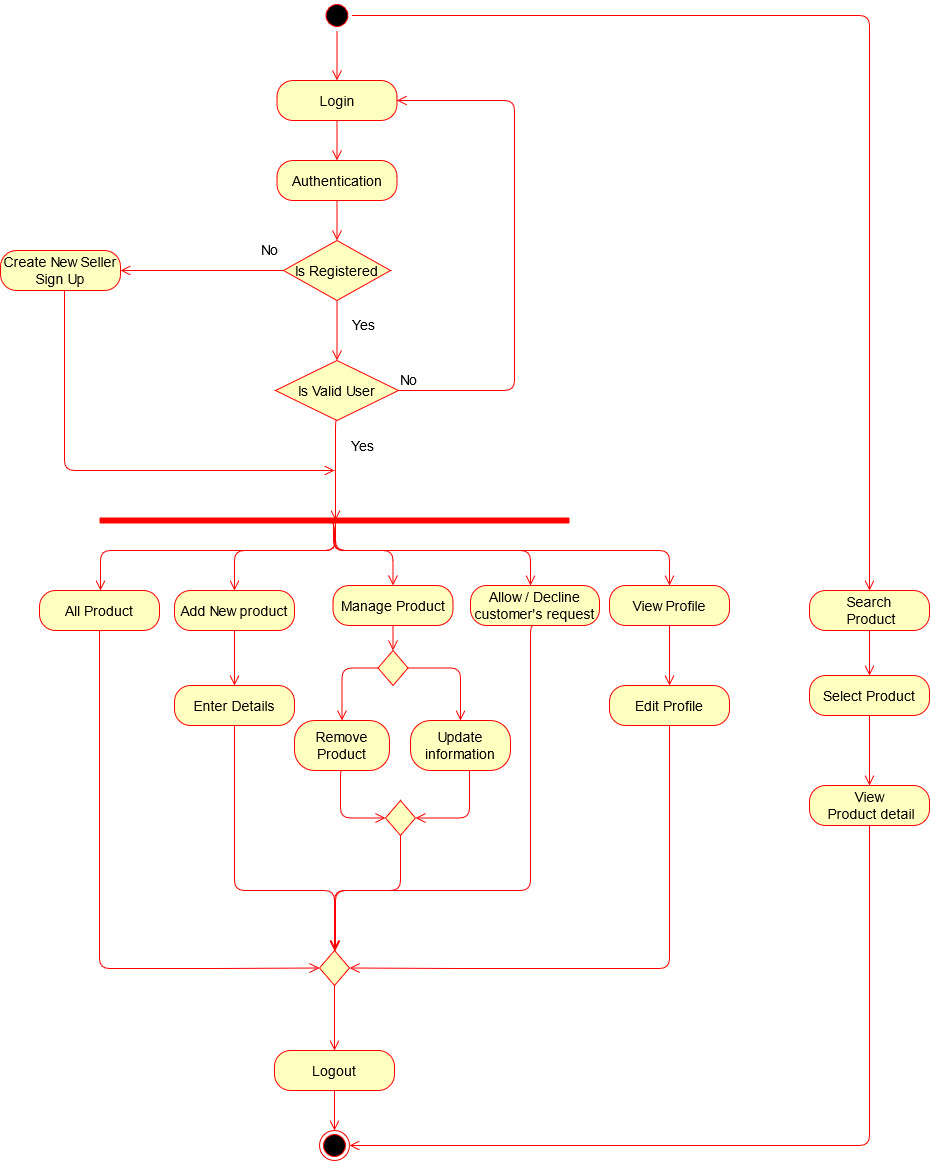 Login
Authentication
No
Create New Seller
Sign Up
Is Registered
Yes
Is Valid User
No
Yes
All Product
Add New product
Manage Product
Allow / Decline
customer's request
View Profile
Search
Product
Enter Details
Remove
Product
Update
information
Edit Profile
Select Product
View
Product detail
Logout